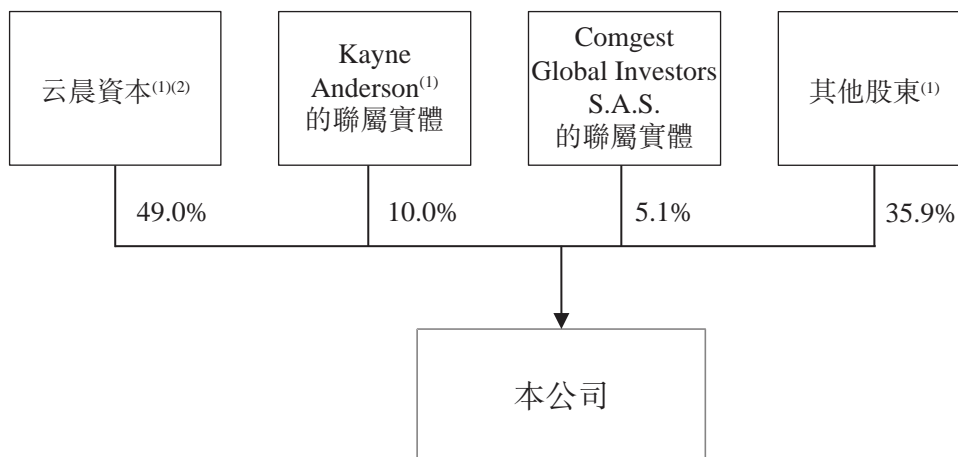 云晨資本(1)(2)
Kayne
Anderson(1)
的聯屬實體
Comgest
Global Investors
S.A.S.
的聯屬實體
其他股東(1)
49.0%
10.0%
5.1%
35.9%
本公司